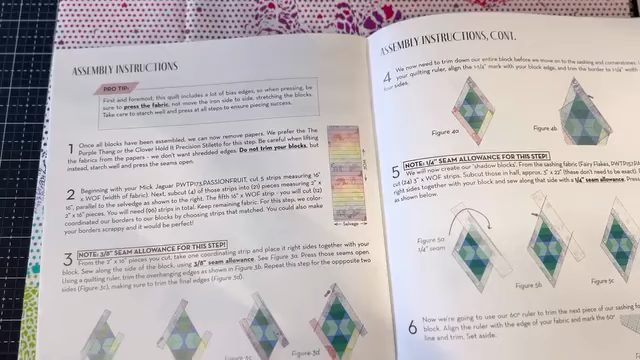 ASSEMBLY INSTRUCTIONS
PRO TIP:
First and foremost, this quilt includes a lot of bias edges, so when pressing, be
sure to press the fabric, not move the iron side to side, stretching the blocks.
Take care to starch well and press at all steps to ensure piecing success.
1 Once all blocks have been assembled, we can now remove papers. We prefer the The
Purple Thang or the Clover Hold It Precision Stiletto for this step. Be careful when lifting
the fabrics from the papers - we don't want shredded edges. Do not trim your blocks, but
instead, starch well and press the seams open.
2 Beginning with your Mick Jaguar PWTP173.PASSIONFRUIT, cut 5 strips measuring 16"
x WOF (width of fabric). Next, subcut (4) of those strips into (21) pieces measuring 2" x
16", parallel to the selvedge as shown to the right. The fifth 16" x WOF strip - you will cut (12)
2" x 16" pieces. You will need (96) strips in total. Keep remaining fabric. For this step, we color-
coordinated our borders to our blocks by choosing strips that matched. You could also make
your borders scrappy and it would be perfect!
Selvage
3 NOTE: 3/8" SEAM ALLOWANCE FOR THIS STEP!
From the 2" x 16" pieces you cut, take one coordinating strip and place it right sides together with your
block. Sew along the side of the block, using 3/8" seam allowance. See Figure 3a. Press those seams open.
Using a quilting ruler, trim the overhanging edges as shown in Figure 3b. Repeat this step for the oppposite two
sides (Figure 3c), making sure to trim the final edges (Figure 3d).
Figure 3c
Figure 3d
ASSEMBLY INSTRUCTIONS, CONT.
4 We now need to trim down our entire block before we move on to the sashing and cornerstones.
your quilting ruler, align the 1-1/4" mark with your block edge, and trim the border to 1-1/4" width
four sides.
Figure 4a
Figure 4b
5 NOTE: 1/4" SEAM ALLOWANCE FOR THIS STEP!
We will now create our 'shadow blocks'. From the sashing fabric (Fairy Flakes,
cut (24) 3" x WOF strips. Subcut those in half, approx. 3" x 22" (these don't need to be exact).
right sides together with your block and sew along that side with a 1/4" seam allowance. Press
as shown below.
Figure 5a
1/4" seam
Figure 5b
Figure 5c
6 Now we're going to use our 60° ruler to trim the next piece of our sashing
block. Align the ruler with the edge of your fabric and mark the 60°
line and trim. Set aside.